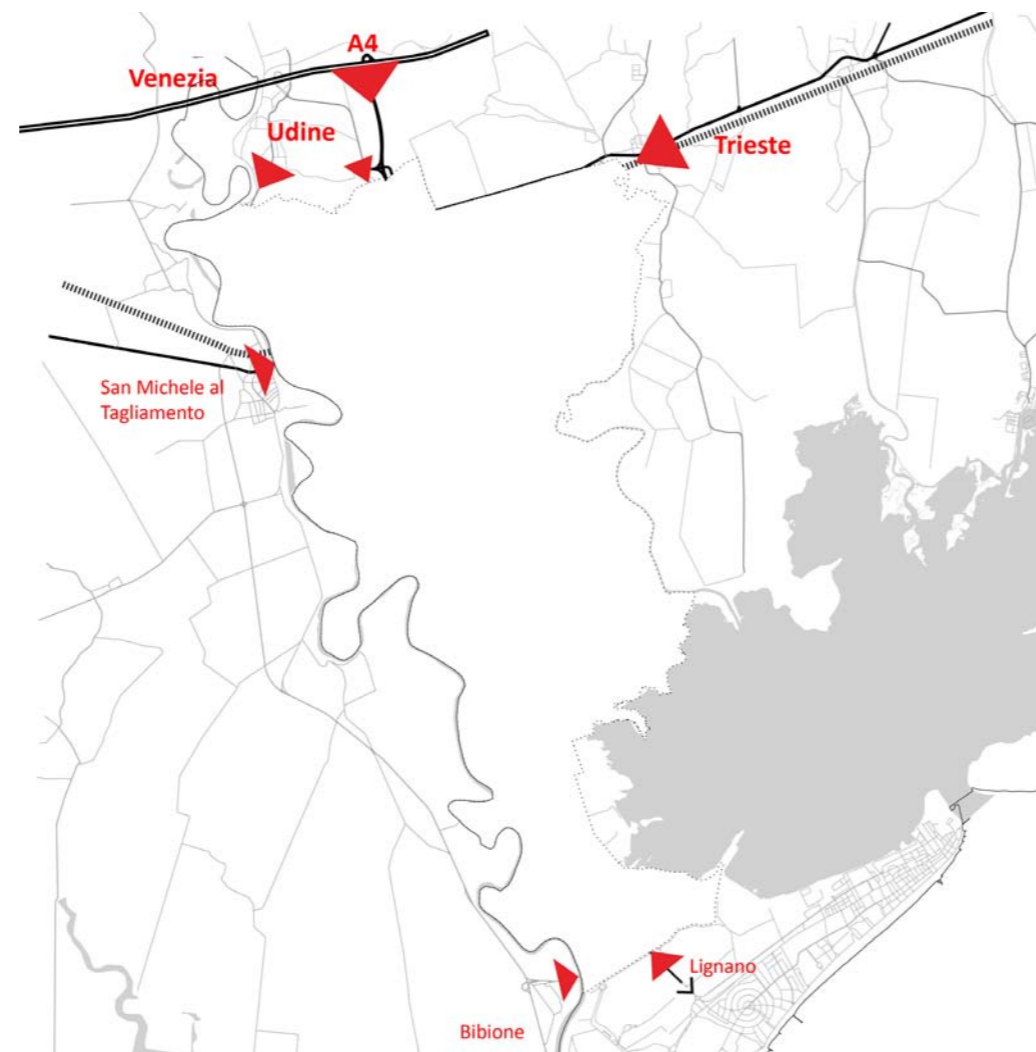 A4
Venezia
Udine
Trieste
San Michele al
Tagliamento
Lignano
Bibione